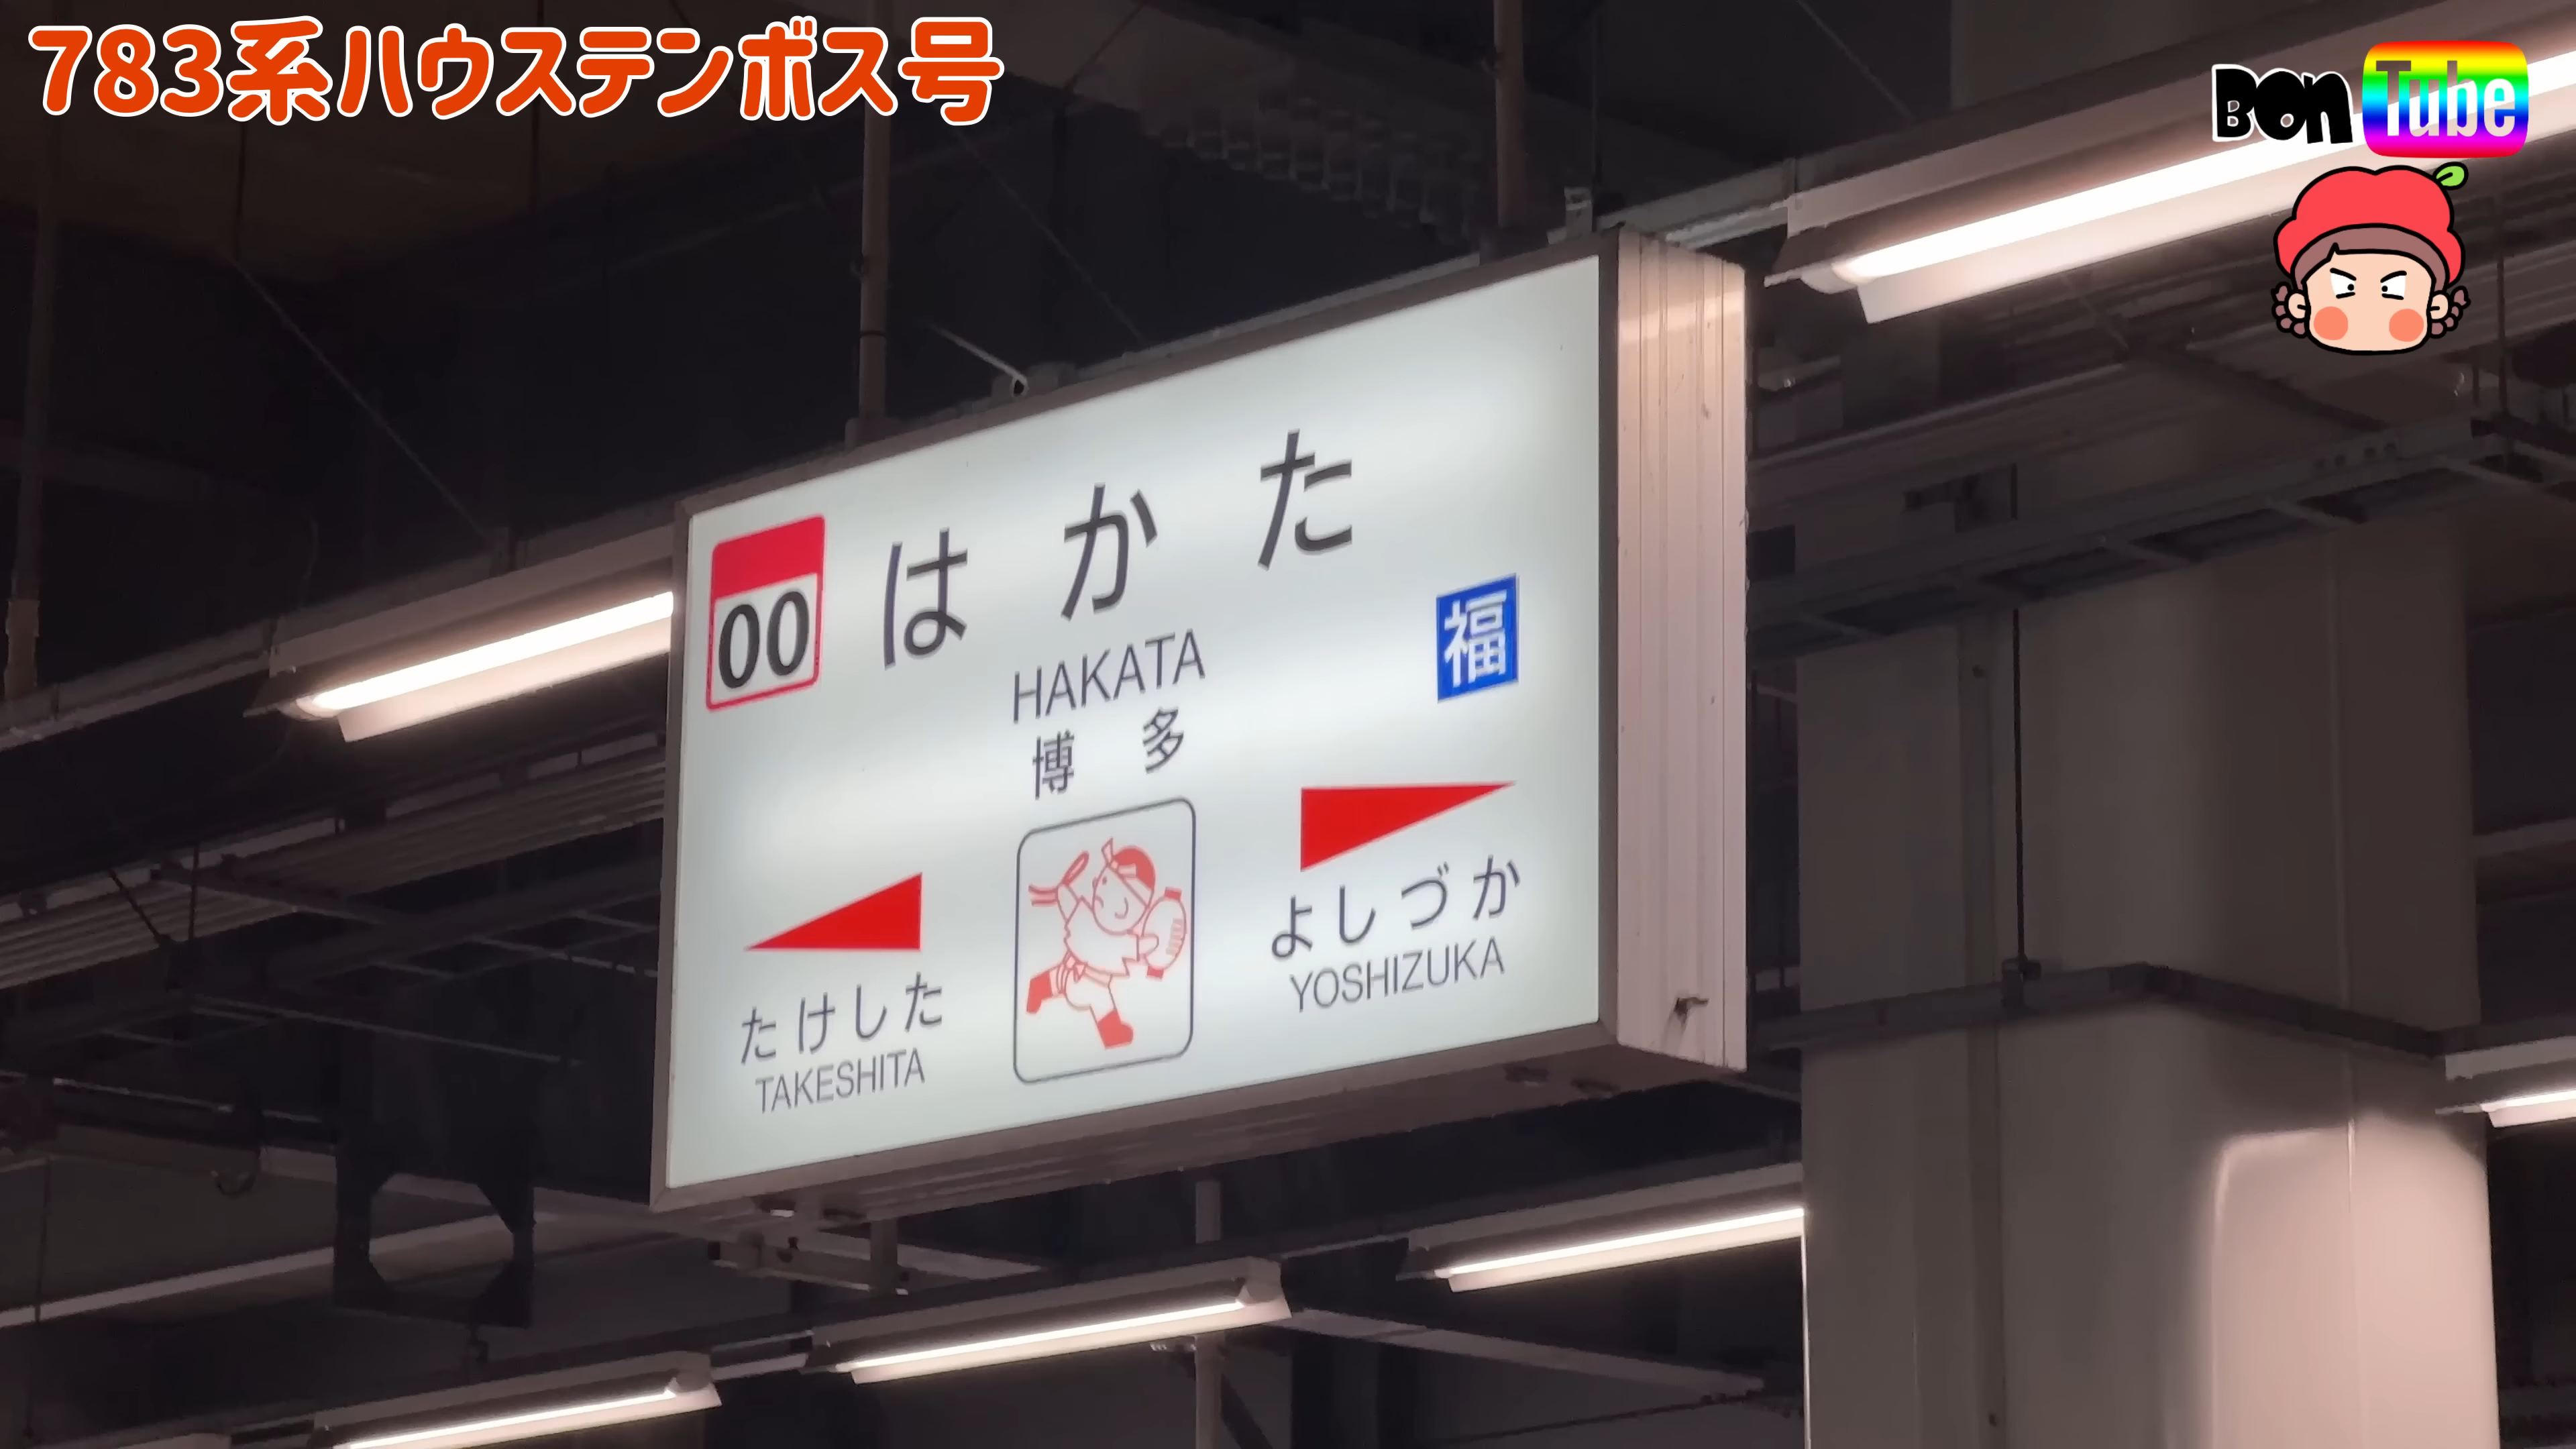 783系ハウステンボス号
BonTube
00
はかた
HAKATA
博多
福
たけした
TAKESHITA
よしづか
YOSHIZUKA